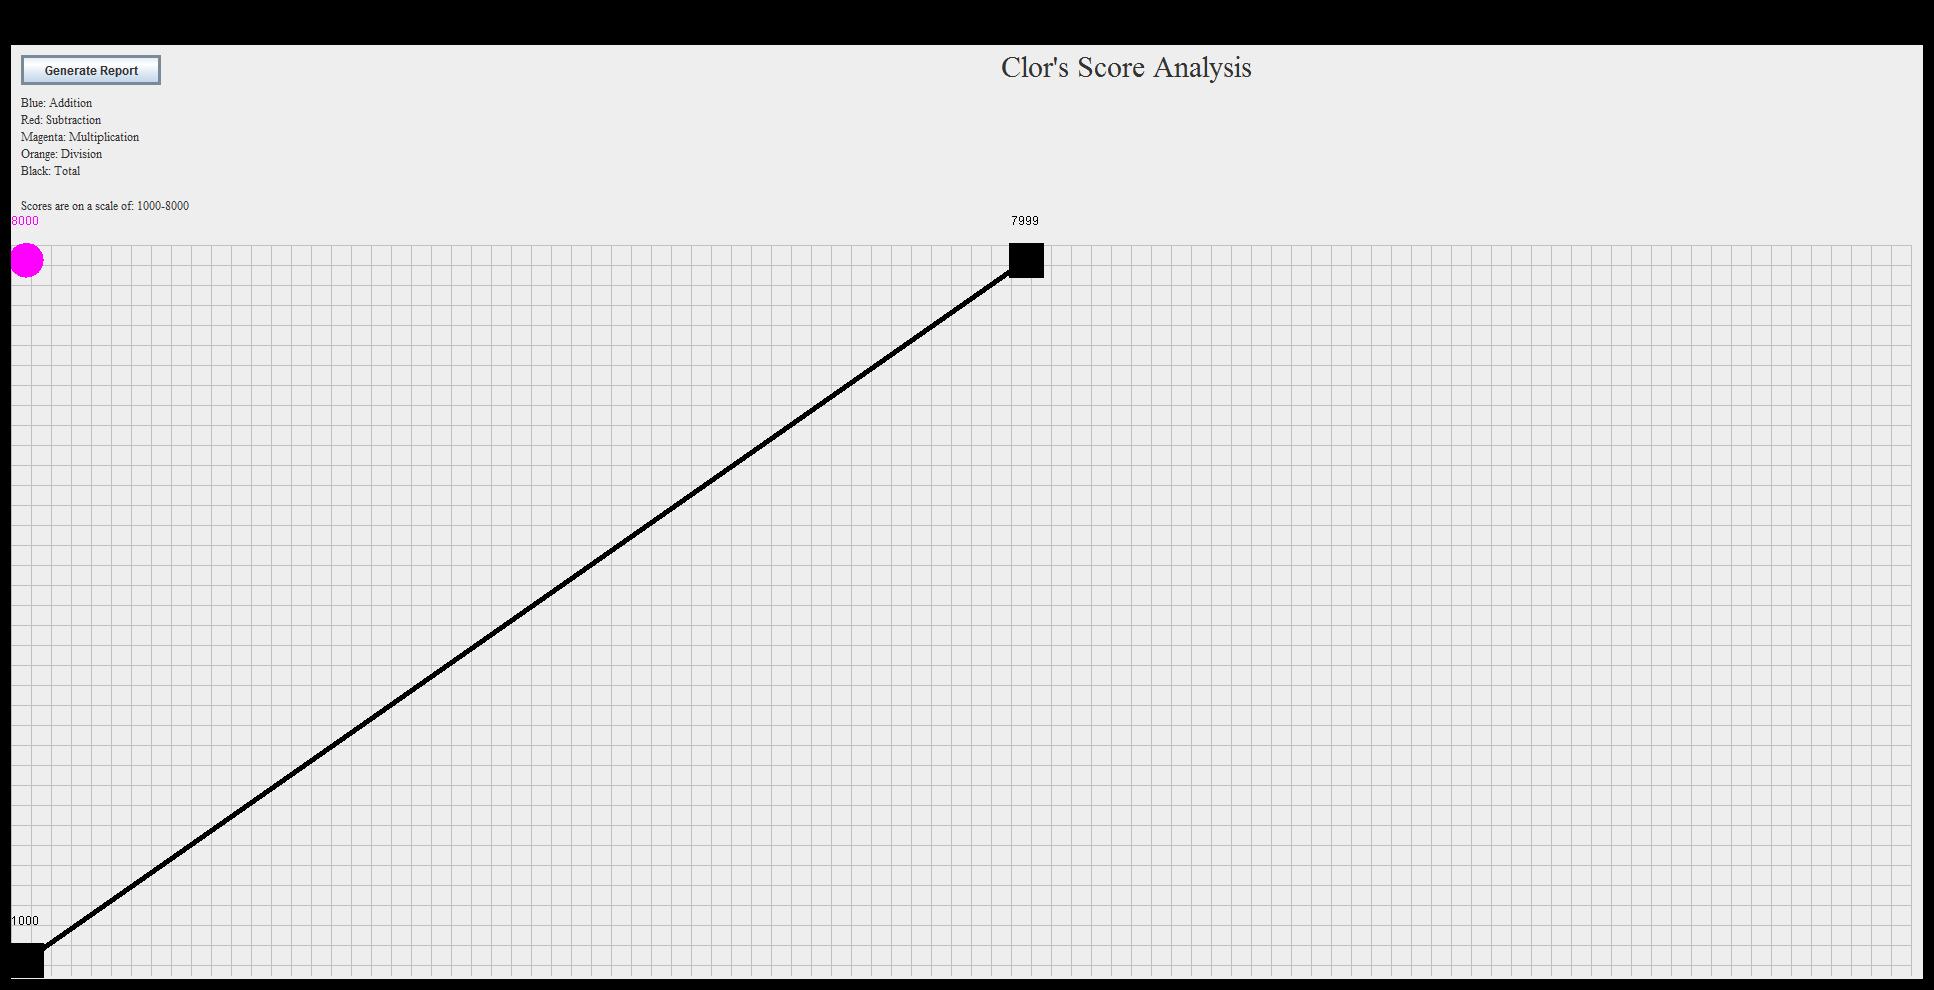 Generate Report
Clor's Score Analysis
Blue: Addition
Red: Subtraction
Magenta: Multiplication
Orange: Division
Black: Total
Scores are on a scale of: 1000-8000
8000
7999
1000